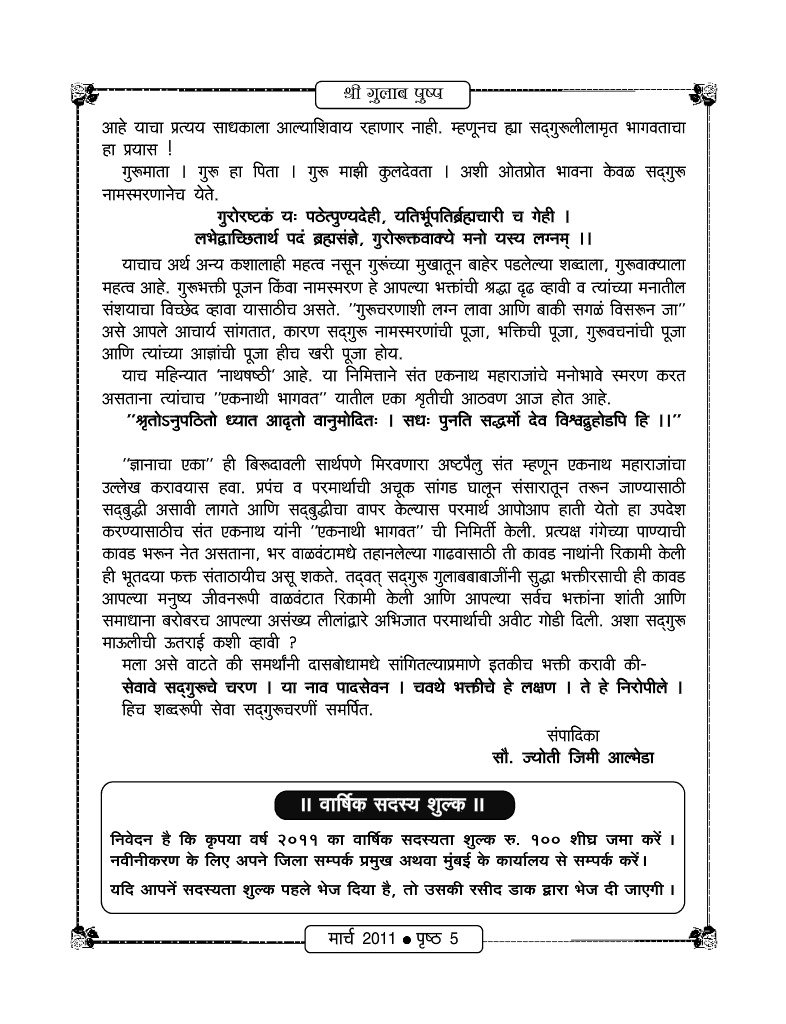 श्री गुलाब पुष्प
आहे याचा प्रत्यय साधकाला आल्याशिवाय रहाणार नाही. म्हणूनच ह्या सद्‌गुरूलीलामृत भागवताचा
हा प्रयास !
गुरूमाता । गुरू हा पिता । गुरू माझी कुलदेवता । अशी ओतप्रोत भावना केवळ सद्‌गुरू
नामस्मरणानेच येते.
गुरोरष्टकं यः पठेत्पुण्यदेही, यतिर्भूपतिर्ब्रह्मचारी च गेही ।
लभेद्वाच्छितार्थ पदं ब्रह्मसंज्ञे, गुरोरूक्तवाक्ये मनो यस्य लग्नम् ।।
याचाच अर्थ अन्य कशालाही महत्व नसून गुरूंच्या मुखातून बाहेर पडलेल्या शब्दाला, गुरूवाक्याला
महत्व आहे. गुरूभक्ती पूजन किंवा नामस्मरण हे आपल्या भक्तांची श्रद्धा दृढ व्हावी व त्यांच्या मनातील
संशयाचा विच्छेद व्हावा यासाठीच असते. ''गुरूचरणाशी लग्न लावा आणि बाकी सगळं विसरून जा''
असे आपले आचार्य सांगतात, कारण सद्‌गुरू नामस्मरणांची पूजा, भक्तिची पूजा, गुरूवचनांची पूजा
आणि त्यांच्या आज्ञांची पूजा हीच खरी पूजा होय.
याच महिन्यात 'नाथषष्ठी' आहे. या निमित्ताने संत एकनाथ महाराजांचे मनोभावे स्मरण करत
असताना त्यांचाच ''एकनाथी भागवत'' यातील एका श्रृतीची आठवण आज होत आहे.
''श्रृतोऽनुपठितो ध्यात आदृतो वानुमोदितः । सधः पुनति सद्धर्मो देव विश्वद्रुहोडपि हि ।।''
''ज्ञानाचा एका'' ही बिरूदावली सार्थपणे मिरवणारा अष्टपैलु संत म्हणून एकनाथ महाराजांचा
उल्लेख करावयास हवा. प्रपंच व परमार्थाची अचूक सांगड घालून संसारातून तरून जाण्यासाठी
सद्‌बुद्धी असावी लागते आणि सद्‌बुद्धीचा वापर केल्यास परमार्थ आपोआप हाती येतो हा उपदेश
करण्यासाठीच संत एकनाथ यांनी ''एकनाथी भागवत'' ची निमिर्ती केली. प्रत्यक्ष गंगेच्या पाण्याची
कावड भरून नेत असताना, भर वाळवंटामधे तहानलेल्या गाढवासाठी ती कावड नाथांनी रिकामी केली
ही भूतदया फक्त संताठायीच असू शकते. तद्‌वत् सद्‌गुरू गुलाबबाबाजींनी सुद्धा भक्तीरसाची ही कावड
आपल्या मनुष्य जीवनरूपी वाळवंटात रिकामी केली आणि आपल्या सर्वच भक्तांना शांती आणि
समाधाना बरोबरच आपल्या असंख्य लीलांद्वारे अभिजात परमार्थाची अवीट गोडी दिली. अशा सद्‌गुरू
माऊलीची ऊतराई कशी व्हावी ?
मला असे वाटते की समर्थांनी दासबोधामधे सांगितल्याप्रमाणे इतकीच भक्ती करावी की-
सेवावे सद्‌गुरूचे चरण । या नाव पादसेवन । चवथे भक्तीचे हे लक्षण । ते हे निरोपीले ।
हिच शब्दरूपी सेवा सद्‌गुरूचरणीं समर्पित.
संपादिका
सौ. ज्योती जिमी आल्मेडा
॥ वार्षिक सदस्य शुल्क ॥
निवेदन है कि कृपया वर्ष २०११ का वार्षिक सदस्यता शुल्क रु. १०० शीघ्र जमा करें ।
नवीनीकरण के लिए अपने जिला सम्पर्क प्रमुख अथवा मुंबई के कार्यालय से सम्पर्क करें।
यदि आपनें सदस्यता शुल्क पहले भेज दिया है, तो उसकी रसीद डाक द्वारा भेज दी जाएगी ।
मार्च 2011 ● पृष्ठ 5